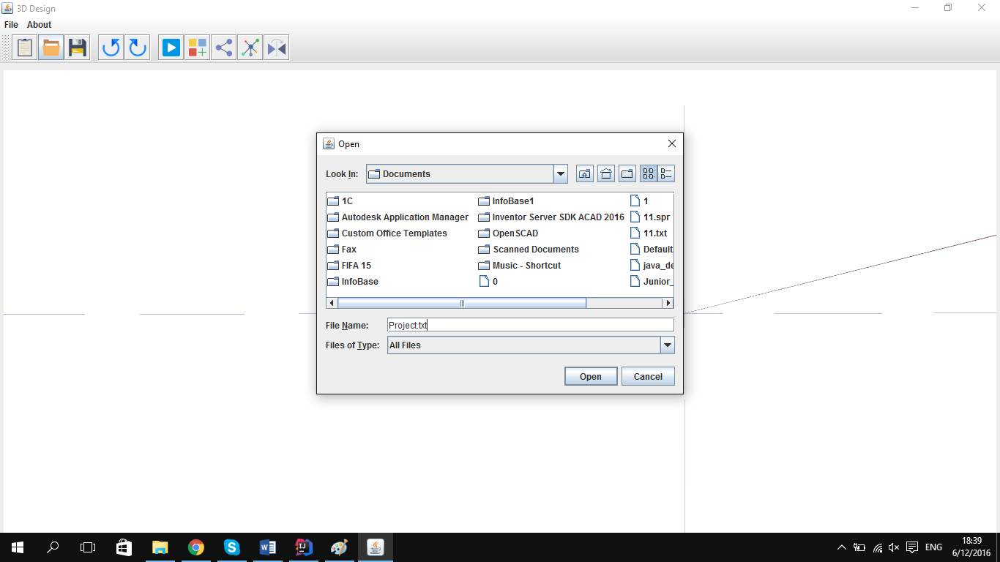 3D Design
File About
Open
Look In: Documents
1C InfoBase1 1
Autodesk Application Manager Inventor Server SDK ACAD 2016 11.spr
Custom Office Templates OpenSCAD 11.txt
Fax Scanned Documents Default
FIFA 15 Music - Shortcut java_de
InfoBase 0 Junior_
File Name: Project.txt
Files of Type: All Files
Open Cancel
ENG 18:39
6/12/2016